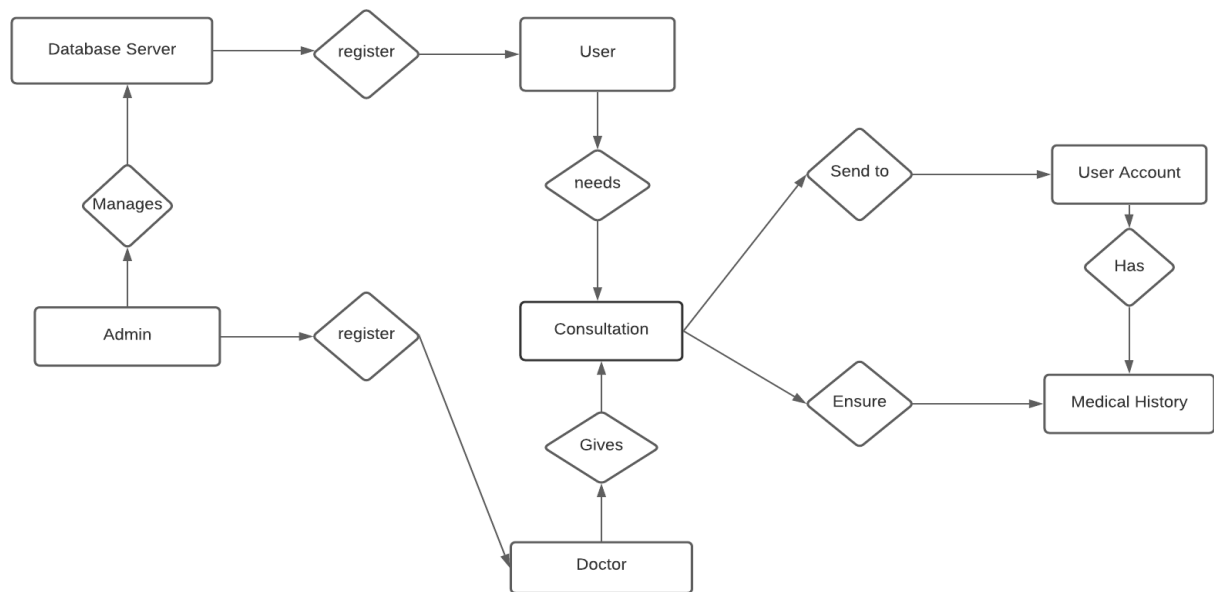 Database Server
register
User
Manages
needs
Send to
User Account
Has
Admin
register
Consultation
Ensure
Medical History
Gives
Doctor